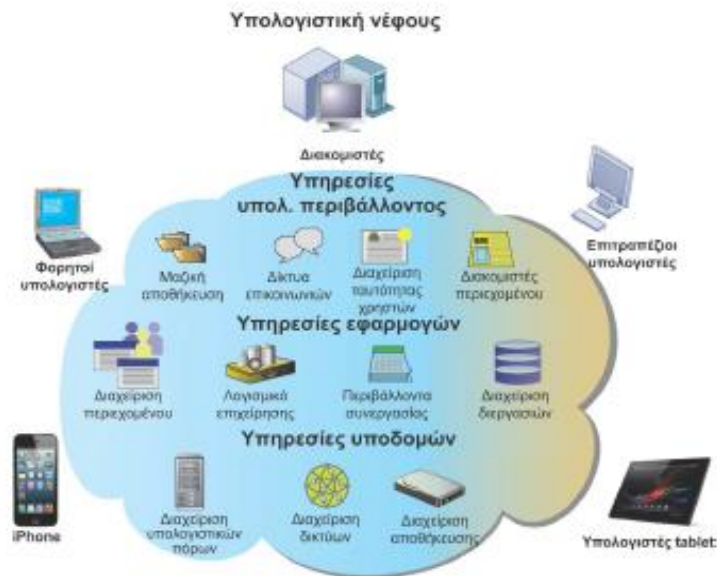 Υπολογιστική νέφους
Διακομιστές
Υπηρεσίες
υπολ. περιβάλλοντος
Φορητοί
υπολογιστές
Επιτραπέζιοι
υπολογιστές
Μαζική
αποθήκευση
Δίκτυα
επικοινωνιών
Διαχείριση
ταυτότητας
χρηστών
Διακομιστές
περιεχομένου
Υπηρεσίες εφαρμογών
Διαχείριση
περιεχομένου
Λογισμικό
επιχείρησης
Περιβάλλοντα
συνεργασίας
Διαχείριση
διεργασιών
Υπηρεσίες υποδομών
iPhone
Διαχείριση
υπολογιστικών
πόρων
Διαχείριση
δικτύων
Διαχείριση
αποθήκευσης
Υπολογιστές tablet